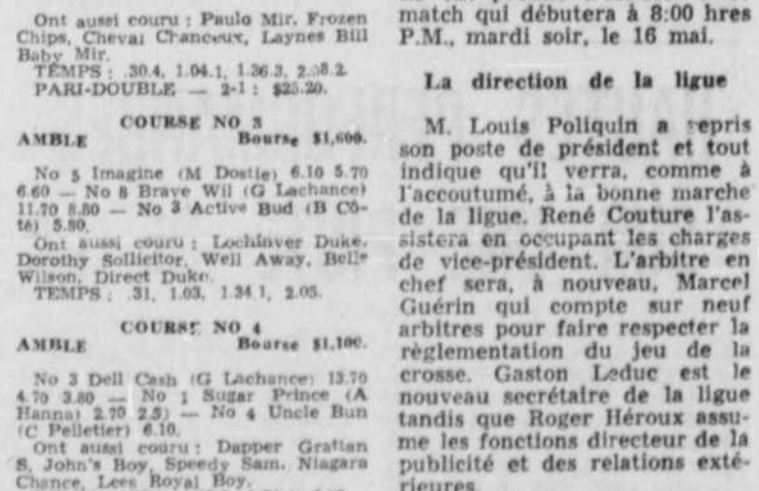 Ont aussi couru : Paulo Mir, Frozen
Chips, Cheval Chanceux, Laynes Bill
Baby Mir.
TEMPS : .30.4, 1.04.1, 1.36.3, 2.08.2
PARI-DOUBLE — 2-1 : $25.20.
COURSE NO 3
AMBLE Bourse $1,600.
No 5 Imagine (M Dostie) 6.10 5.70
6.60 — No 8 Brave Wil (G Lachance)
11.70 8.80 — No 3 Active Bud (B Cô-
té) 5.80.
Ont aussi couru : Lochinver Duke,
Dorothy Sollicitor, Well Away, Belle
Wilson, Direct Duke.
TEMPS : .31, 1.03, 1.34.1, 2.05.
COURSE NO 4
AMBLE Bourse $1,100.
No 3 Dell Cash (G Lachance) 13.70
4.70 3.80 — No 1 Sugar Prince (A
Hanna) 2.70 — No 4 Uncle Bun
(C Pelletier) 6.10.
Ont aussi couru : Dapper Grattan
S, John's Boy, Speedy Sam, Niagara
Chance, Lees Royal Boy.
match qui débutera à 8:00 hres
P.M., mardi soir, le 16 mai.
La direction de la ligue
M. Louis Poliquin a repris
son poste de président et tout
indique qu'il verra, comme à
l'accoutumé, à la bonne marche
de la ligue. René Couture l'as-
sistera en occupant les charges
de vice-président. L'arbitre en
chef sera, à nouveau, Marcel
Guérin qui compte sur neuf
arbitres pour faire respecter la
règlementation du jeu de la
crosse. Gaston Leduc est le
nouveau secrétaire de la ligue
tandis que Roger Héroux assu-
me les fonctions directeur de la
publicité et des relations exté-
rieures.